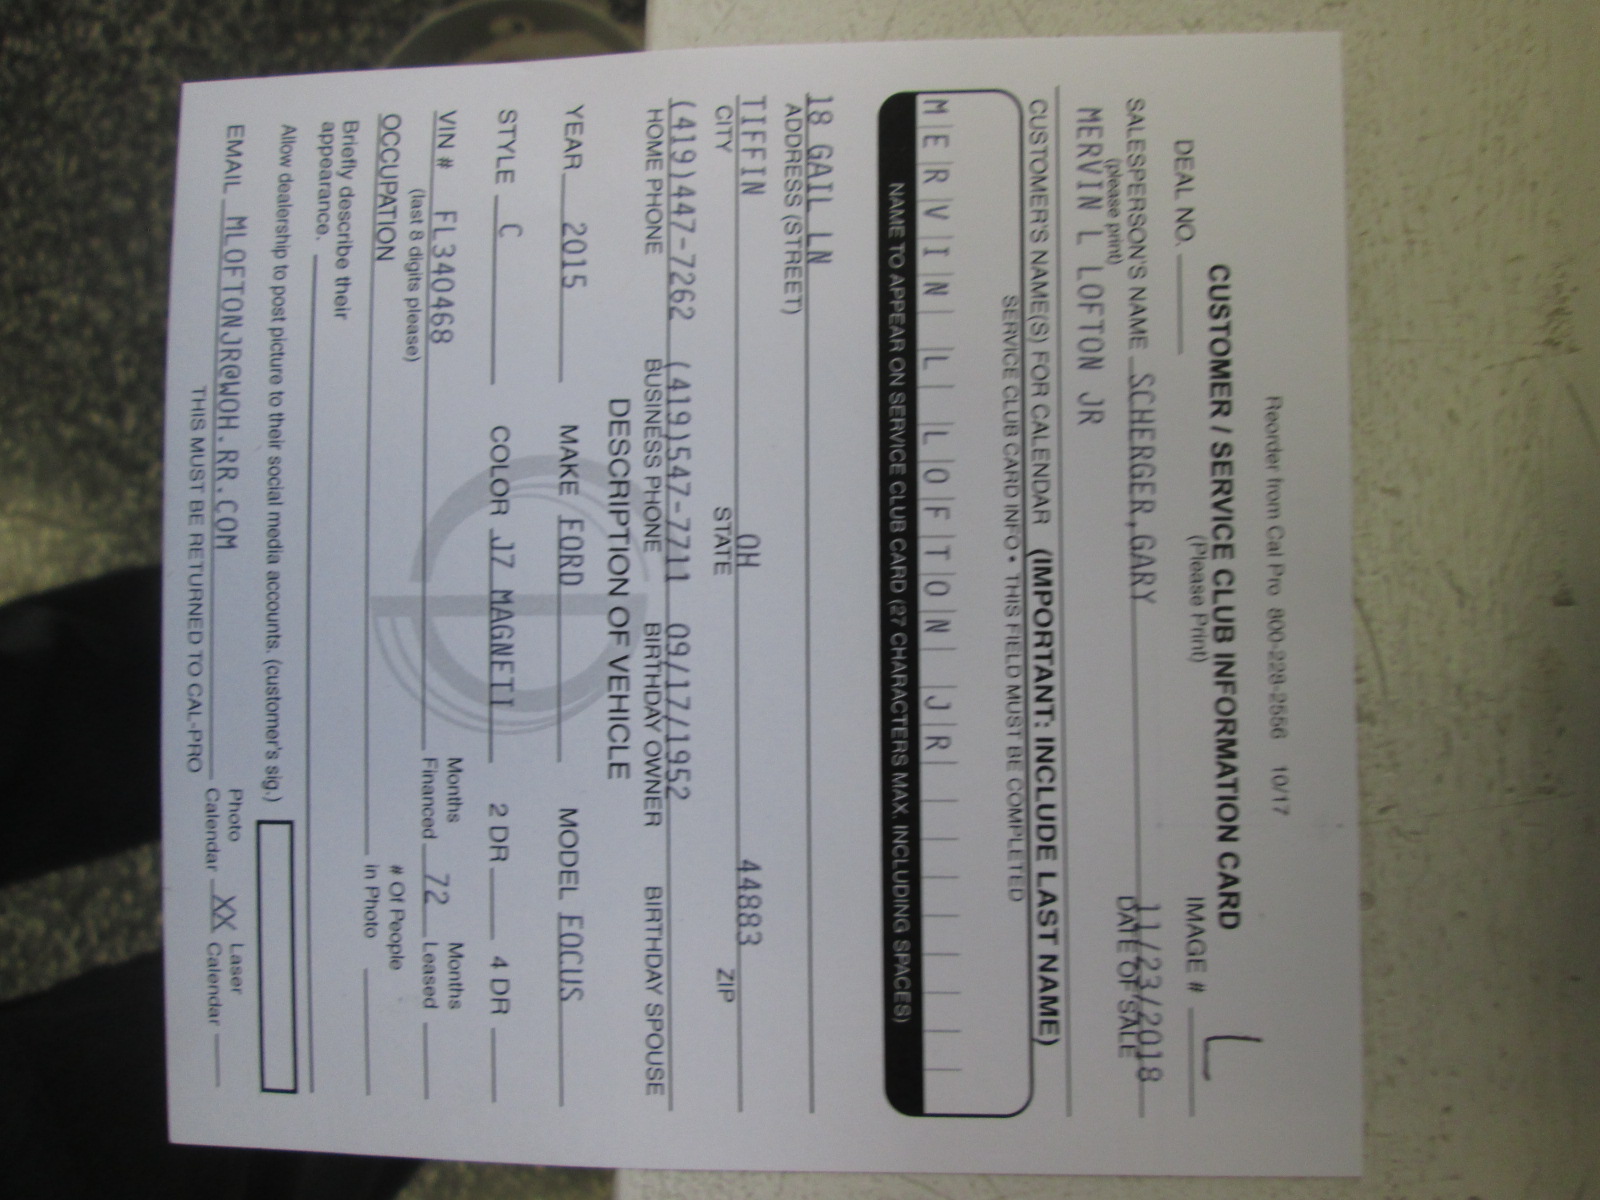 Reorder from Cal Pro 800-228-2556 10/17
CUSTOMER / SERVICE CLUB INFORMATION CARD
(Please Print)
DEAL NO. IMAGE #
SALESPERSON'S NAME SCHERGER,GARY 11/23/2018
(please print) DATE OF SALE
MERVIN L LOFTON JR
CUSTOMER'S NAME(S) FOR CALENDAR (IMPORTANT: INCLUDE LAST NAME)
SERVICE CLUB CARD INFO • THIS FIELD MUST BE COMPLETED
MERVIN L LOFTON JR
NAME TO APPEAR ON SERVICE CLUB CARD (27 CHARACTERS MAX. INCLUDING SPACES)
18 GAIL LN
ADDRESS (STREET)
TIFFIN OH 44883
CITY STATE ZIP
(419)447-7262 (419)547-7711 09/17/1952
HOME PHONE BUSINESS PHONE BIRTHDAY OWNER BIRTHDAY SPOUSE
DESCRIPTION OF VEHICLE
YEAR 2015 MAKE FORD MODEL FOCUS
STYLE C COLOR J7 MAGNETI 2 DR 4 DR
VIN # FL340468 Months Financed 72 Months Leased
(last 8 digits please)
OCCUPATION # Of People in Photo
Briefly describe their appearance.
Allow dealership to post picture to their social media accounts. (customer's sig.)
EMAIL MLOFTONJR@WOH.RR.COM Photo Calendar XX Laser Calendar
THIS MUST BE RETURNED TO CAL-PRO